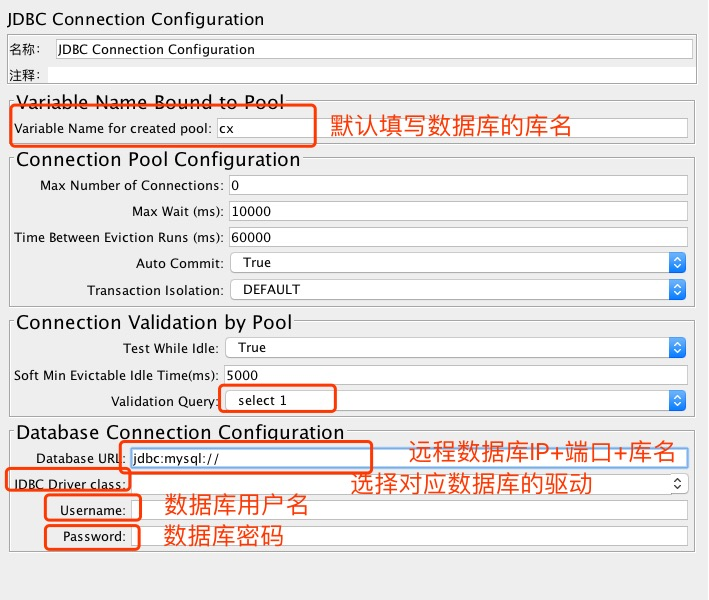 JDBC Connection Configuration
名称: JDBC Connection Configuration
注释:
Variable Name Bound to Pool
Variable Name for created pool: cx 默认填写数据库的库名
Connection Pool Configuration
Max Number of Connections: 0
Max Wait (ms): 10000
Time Between Eviction Runs (ms): 60000
Auto Commit: True
Transaction Isolation: DEFAULT
Connection Validation by Pool
Test While Idle: True
Soft Min Evictable Idle Time(ms): 5000
Validation Query: select 1
Database Connection Configuration
Database URL: jdbc:mysql:// 远程数据库IP+端口+库名
JDBC Driver class: 选择对应数据库的驱动
Username: 数据库用户名
Password: 数据库密码